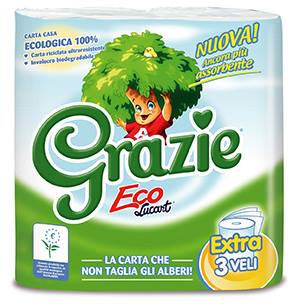 CARTA CASA
ECOLOGICA 100%
• Carta riciclata ultraresistente
• Involucro biodegradabile
NUOVA!
Ancora più
assorbente
Grazie
Eco
Lucart
LA CARTA CHE
NON TAGLIA GLI ALBERI!
Extra
3 VELI